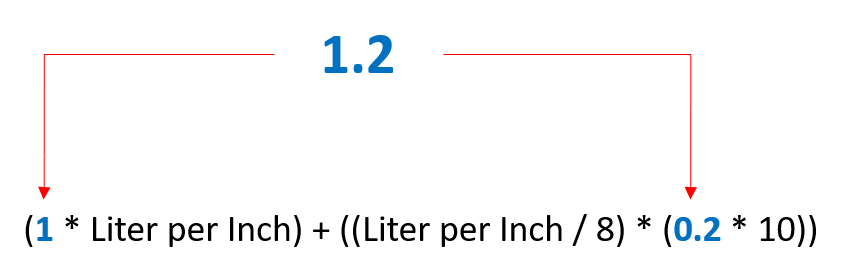 1.2
(1 * Liter per Inch) + ((Liter per Inch / 8) * (0.2 * 10))